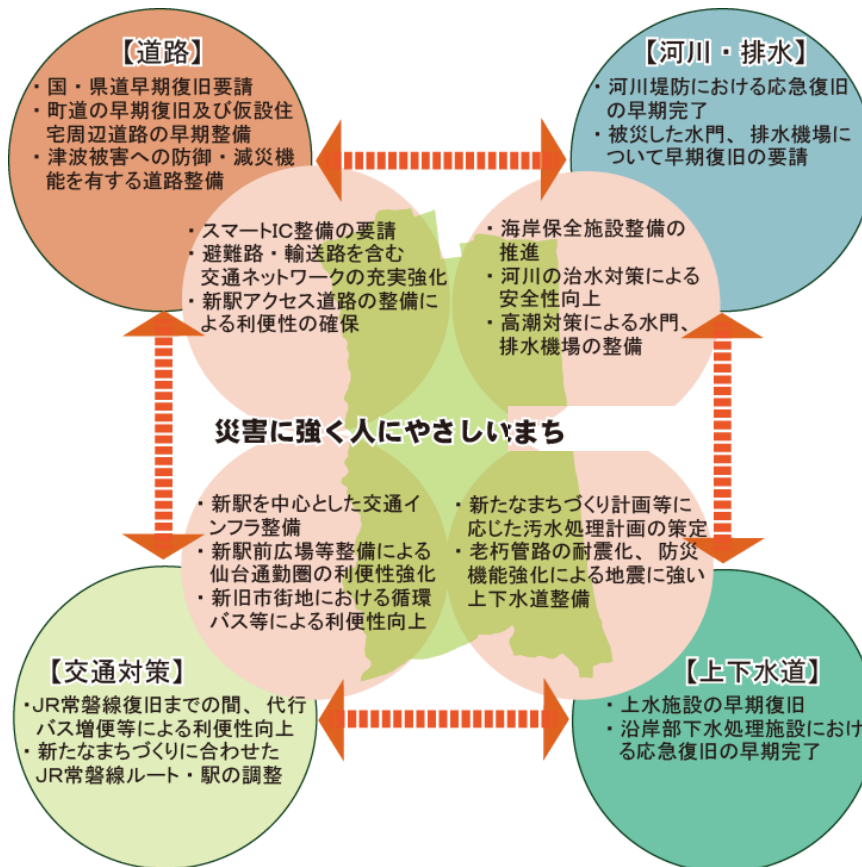 【道路】
・国・県道早期復旧要請
・町道の早期復旧及び仮設住
宅周辺道路の早期整備
・津波被害への防御・減災機
能を有する道路整備
【河川・排水】
・河川堤防における応急復旧
の早期完了
・被災した水門、排水機場に
ついて早期復旧の要請
・スマートIC整備の要請
・避難路・輸送路を含む
交通ネットワークの充実強化
・新駅アクセス道路の整備に
よる利便性の確保
・海岸保全施設整備の
推進
・河川の治水対策による
安全性向上
・高潮対策による水門、
排水機場の整備
災害に強く人にやさしいまち
・新駅を中心とした交通イ
ンフラ整備
・新駅前広場等整備による
仙台通勤圏の利便性強化
・新旧市街地における循環
バス等による利便性向上
・新たなまちづくり計画等に
応じた汚水処理計画の策定
・老朽管路の耐震化、防災
機能強化による地震に強い
上下水道整備
【交通対策】
・JR常磐線復旧までの間、代行
バス増便等による利便性向上
・新たなまちづくりに合わせた
JR常磐線ルート・駅の調整
【上下水道】
・上水施設の早期復旧
・沿岸部下水処理施設におけ
る応急復旧の早期完了